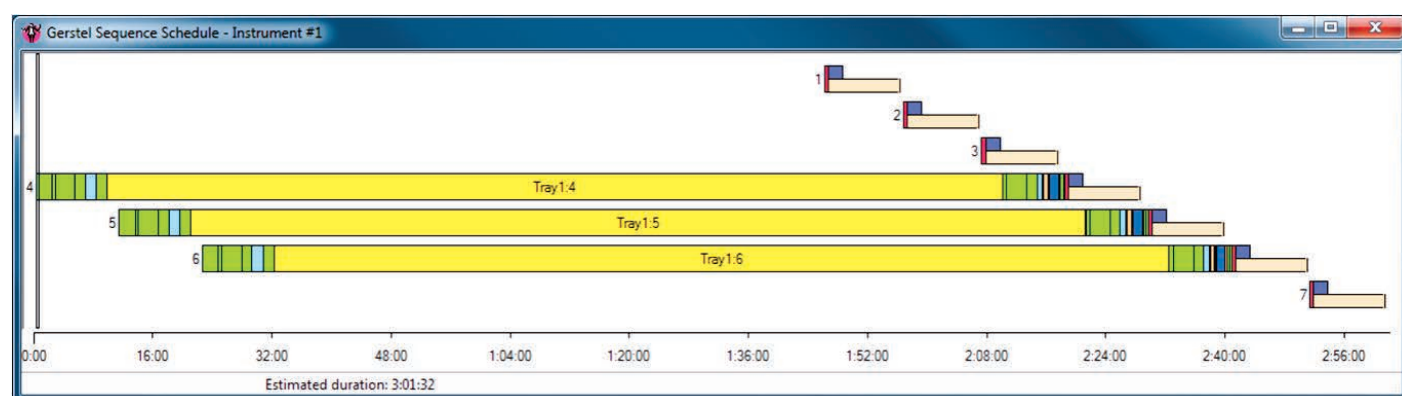 Gerstel Sequence Schedule - Instrument #1
1
2
3
4 Tray1:4
5 Tray1:5
6 Tray1:6
7
0:00 16:00 32:00 48:00 1:04:00 1:20:00 1:36:00 1:52:00 2:08:00 2:24:00 2:40:00 2:56:00
Estimated duration: 3:01:32